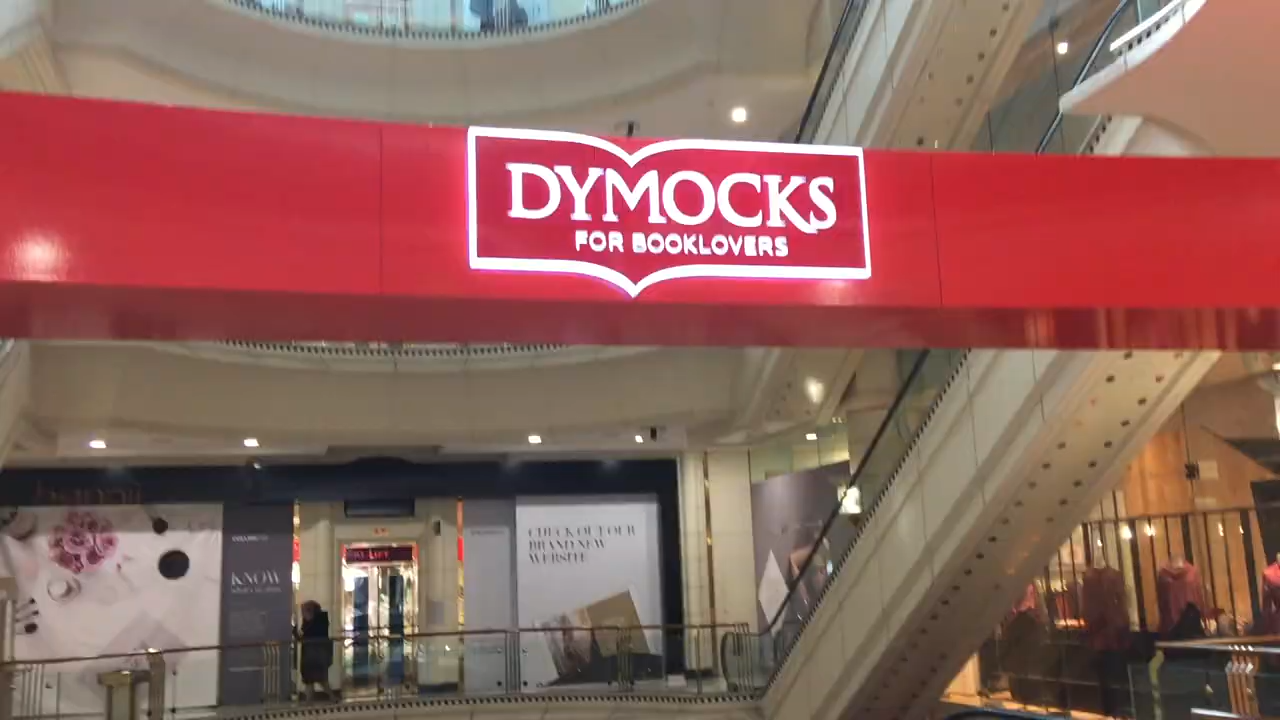 DYMOCKS
FOR BOOKLOVERS
KNOW
CHECK OUT OUR
BRAND NEW
WEBSITE